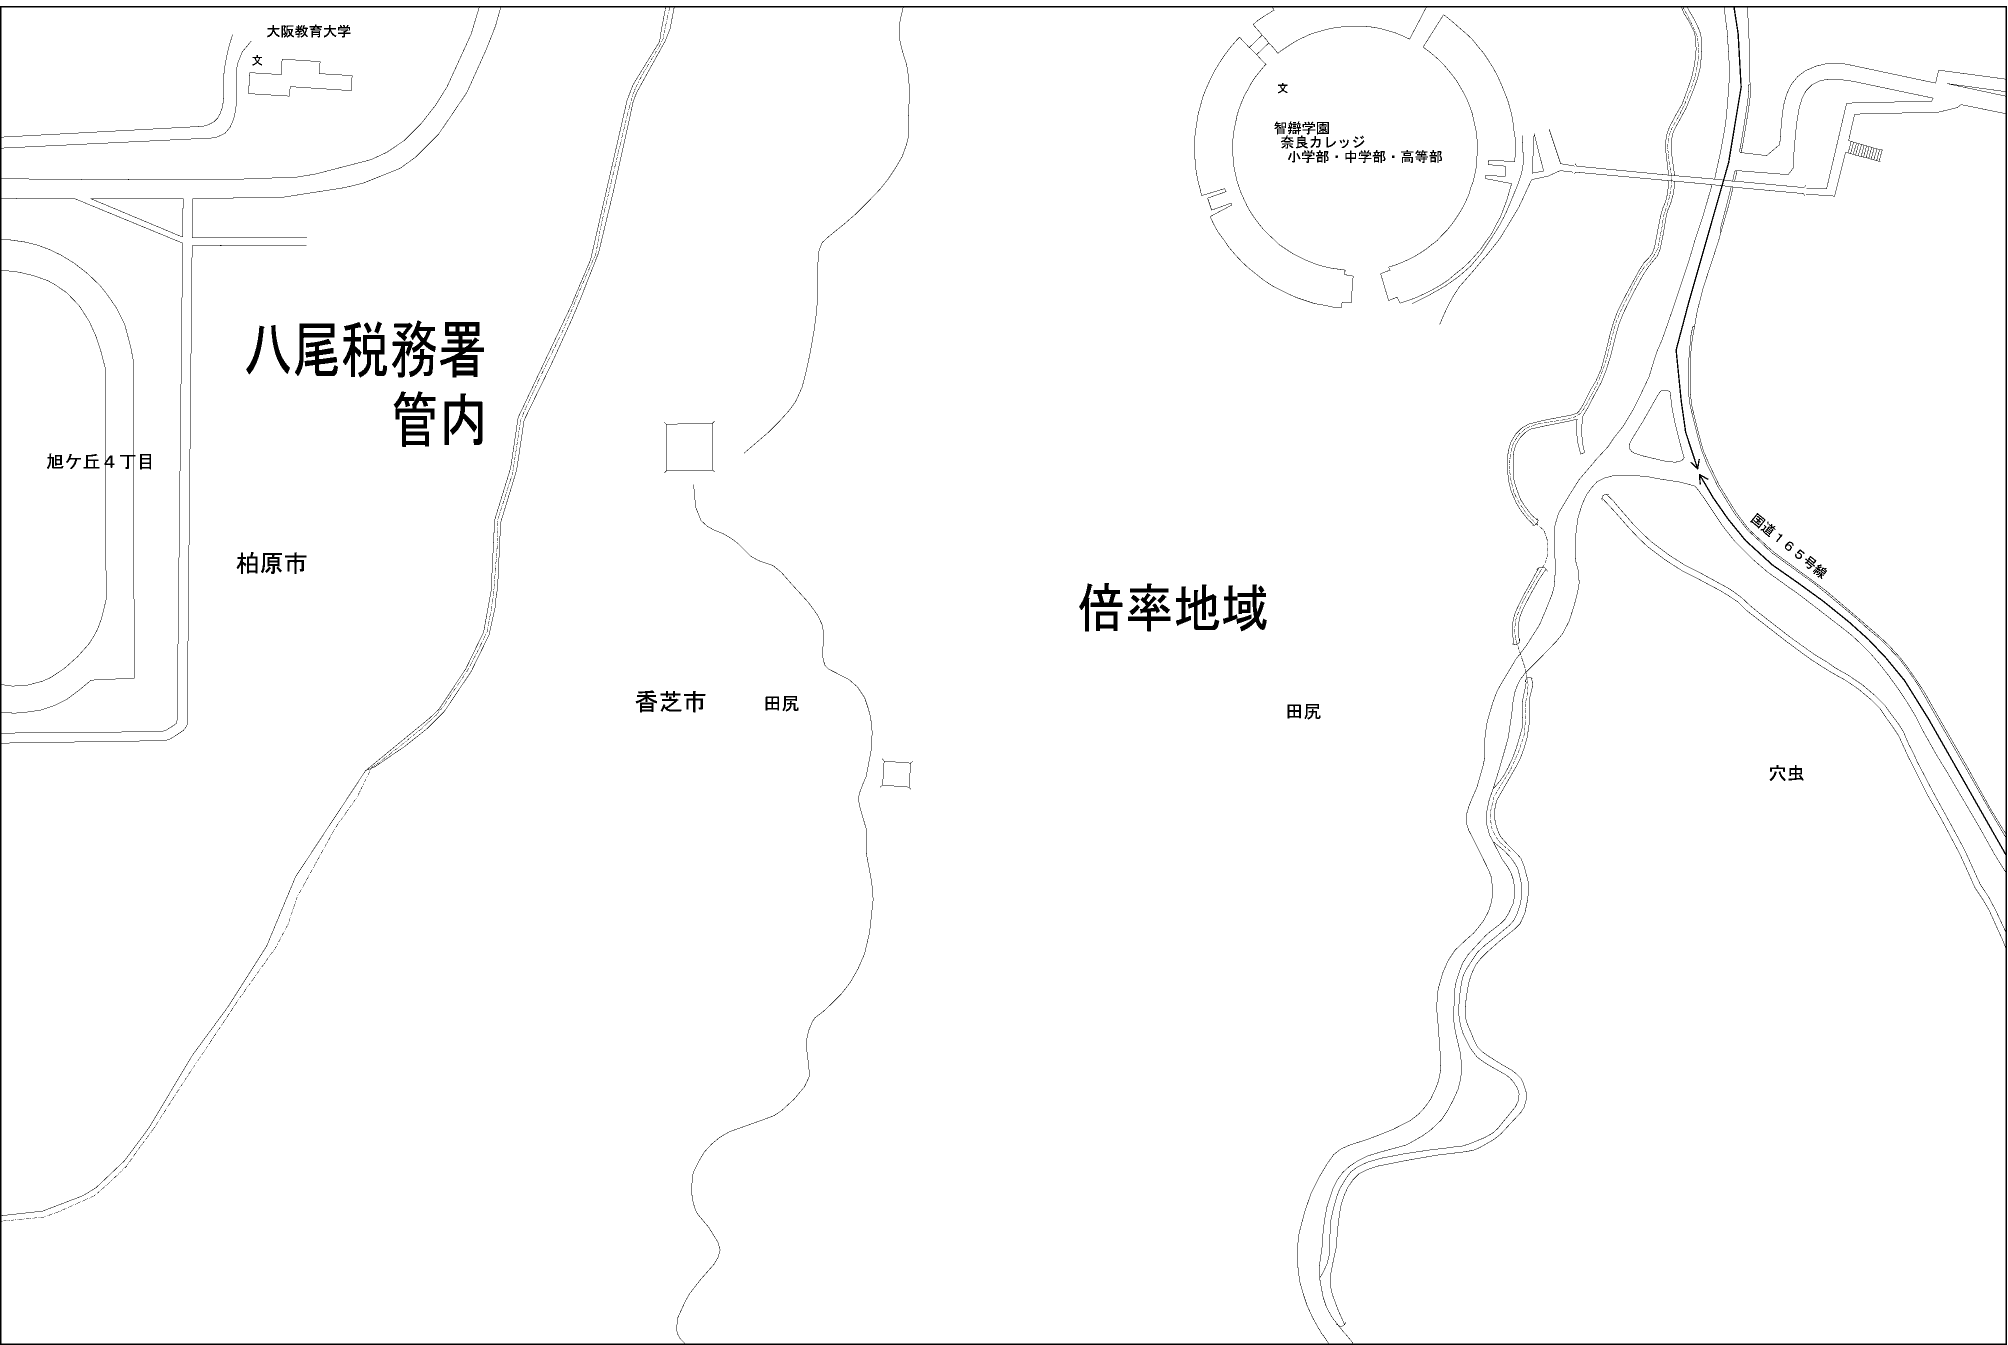 大阪教育大学
文
文
智辯学園
奈良カレッジ
小学部・中学部・高等部
八尾税務署
管内
旭ケ丘４丁目
国道１６５号線
柏原市
倍率地域
香芝市
田尻
田尻
穴虫